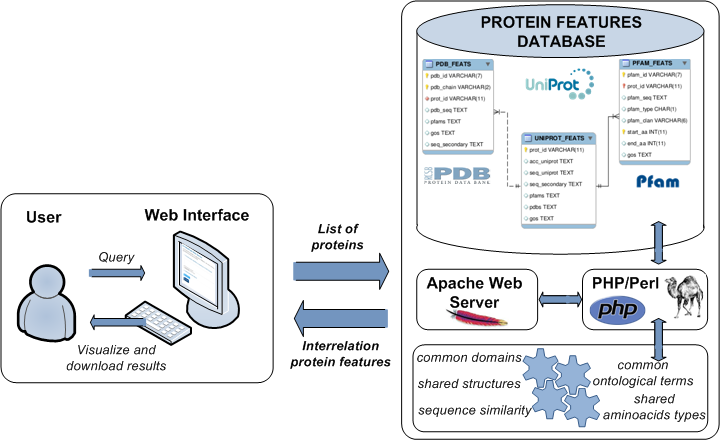 PROTEIN FEATURES
DATABASE
PDB_FEATS
pdb_id VARCHAR(7)
pdb_chain VARCHAR(2)
prot_id VARCHAR(11)
pdb_seq TEXT
pfams TEXT
gos TEXT
seq_secondary TEXT
UniProt
PFAM_FEATS
pfam_id VARCHAR(7)
prot_id VARCHAR(11)
pfam_seq TEXT
pfam_type CHAR(1)
pfam_clan VARCHAR(6)
start_aa INT(11)
end_aa INT(11)
gos TEXT
UNIPROT_FEATS
prot_id VARCHAR(11)
acc_uniprot TEXT
seq_uniprot TEXT
seq_secondary TEXT
pfams TEXT
pdbs TEXT
gos TEXT
RCSB PDB
PROTEIN DATA BANK
Pfam
User
Web Interface
Query
Visualize and
download results
List of
proteins
Interrelation
protein features
Apache Web
Server
PHP/Perl
php
common domains
shared structures
sequence similarity
common
ontological terms
shared
aminoacids types